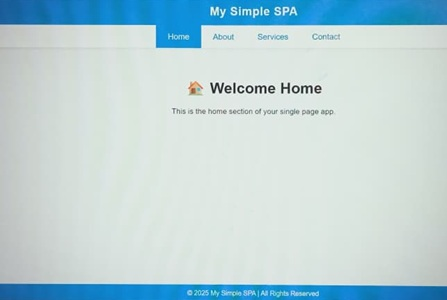 My Simple SPA
Home About Services Contact
🏠 Welcome Home
This is the home section of your single page app.
© 2025 My Simple SPA | All Rights Reserved